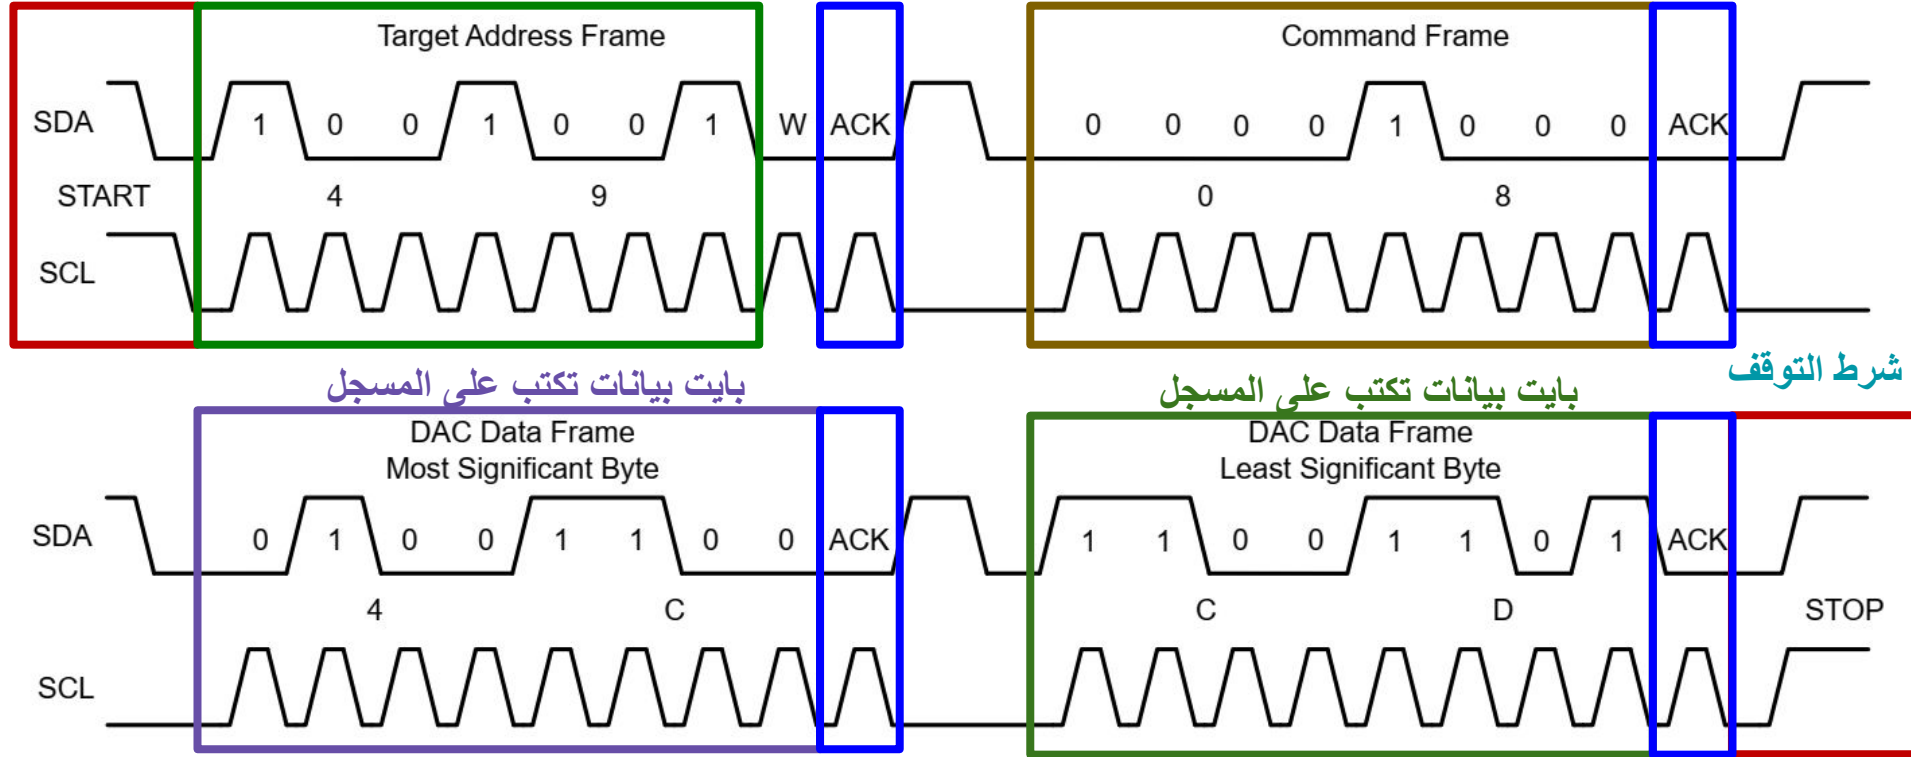 Target Address Frame
Command Frame
SDA 1 0 0 1 0 0 1 W ACK 0 0 0 0 1 0 0 0 ACK
START 4 9 0 8
SCL
شرط التوقف
بايت بيانات تكتب على المسجل
بايت بيانات تكتب على المسجل
DAC Data Frame
Most Significant Byte
DAC Data Frame
Least Significant Byte
SDA 0 1 0 0 1 1 0 0 ACK 1 1 0 0 1 1 0 1 ACK
4 C C D STOP
SCL